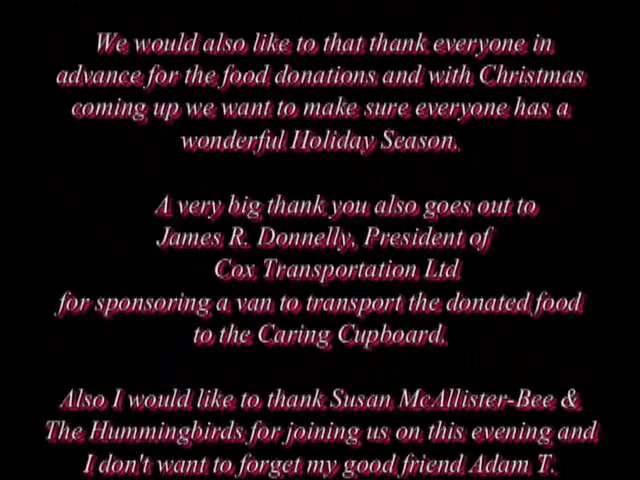 We would also like to that thank everyone in
advance for the food donations and with Christmas
coming up we want to make sure everyone has a
wonderful Holiday Season.
A very big thank you also goes out to
James R. Donnelly, President of
Cox Transportation Ltd
for sponsoring a van to transport the donated food
to the Caring Cupboard.
Also I would like to thank Susan McAllister-Bee &
The Hummingbirds for joining us on this evening and
I don't want to forget my good friend Adam T.